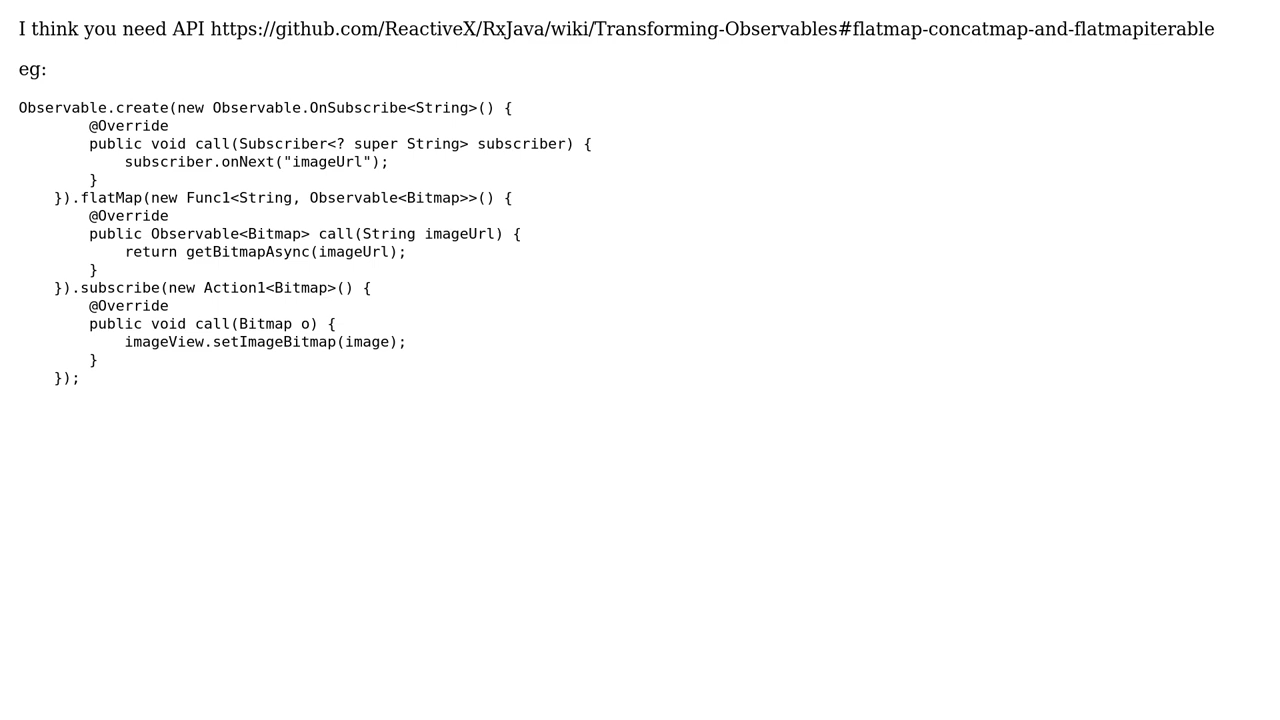 I think you need API https://github.com/ReactiveX/RxJava/wiki/Transforming-Observables#flatmap-concatmap-and-flatmapiterable
eg:
Observable.create(new Observable.OnSubscribe<String>() {
        @Override
        public void call(Subscriber<? super String> subscriber) {
            subscriber.onNext("imageUrl");
        }
    }).flatMap(new Func1<String, Observable<Bitmap>>() {
        @Override
        public Observable<Bitmap> call(String imageUrl) {
            return getBitmapAsync(imageUrl);
        }
    }).subscribe(new Action1<Bitmap>() {
        @Override
        public void call(Bitmap o) {
            imageView.setImageBitmap(image);
        }
    });